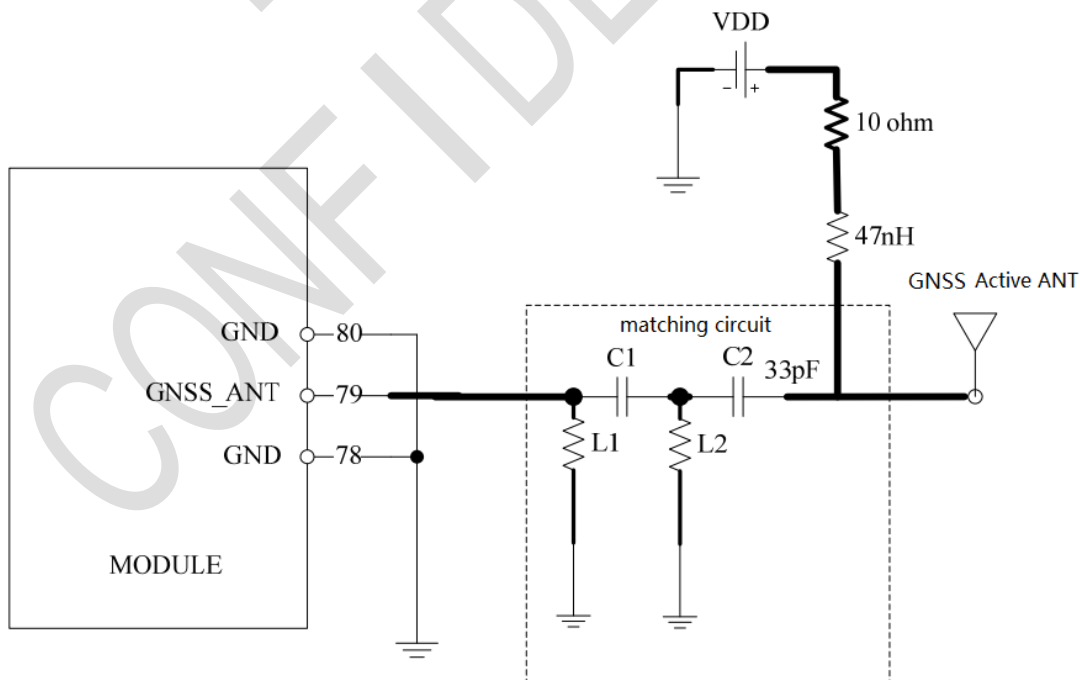 VDD
- +
10 ohm
47nH
GNSS Active ANT
matching circuit
C1
C2
33pF
GND
80
GNSS_ANT
79
GND
78
L1
L2
MODULE
CONFIDE